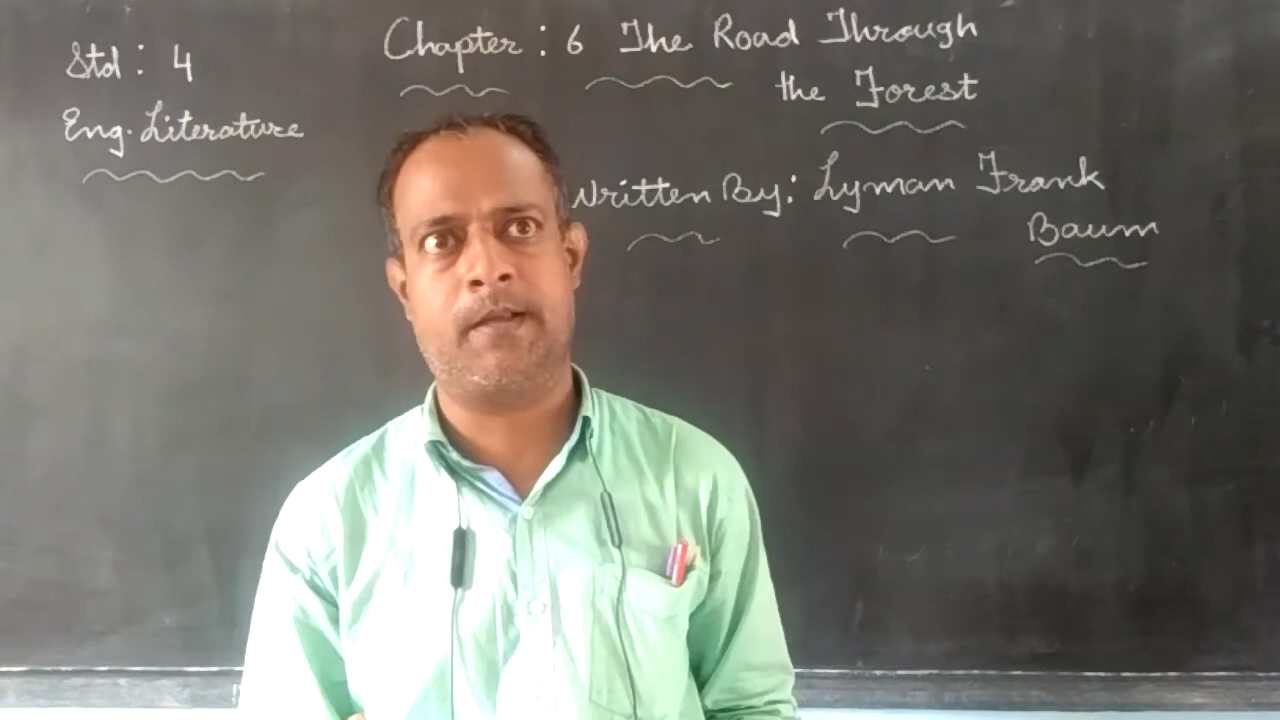 Std: 4
Eng. Literature
Chapter: 6 The Road Through
the Forest
Written By: Lyman Frank
Baum